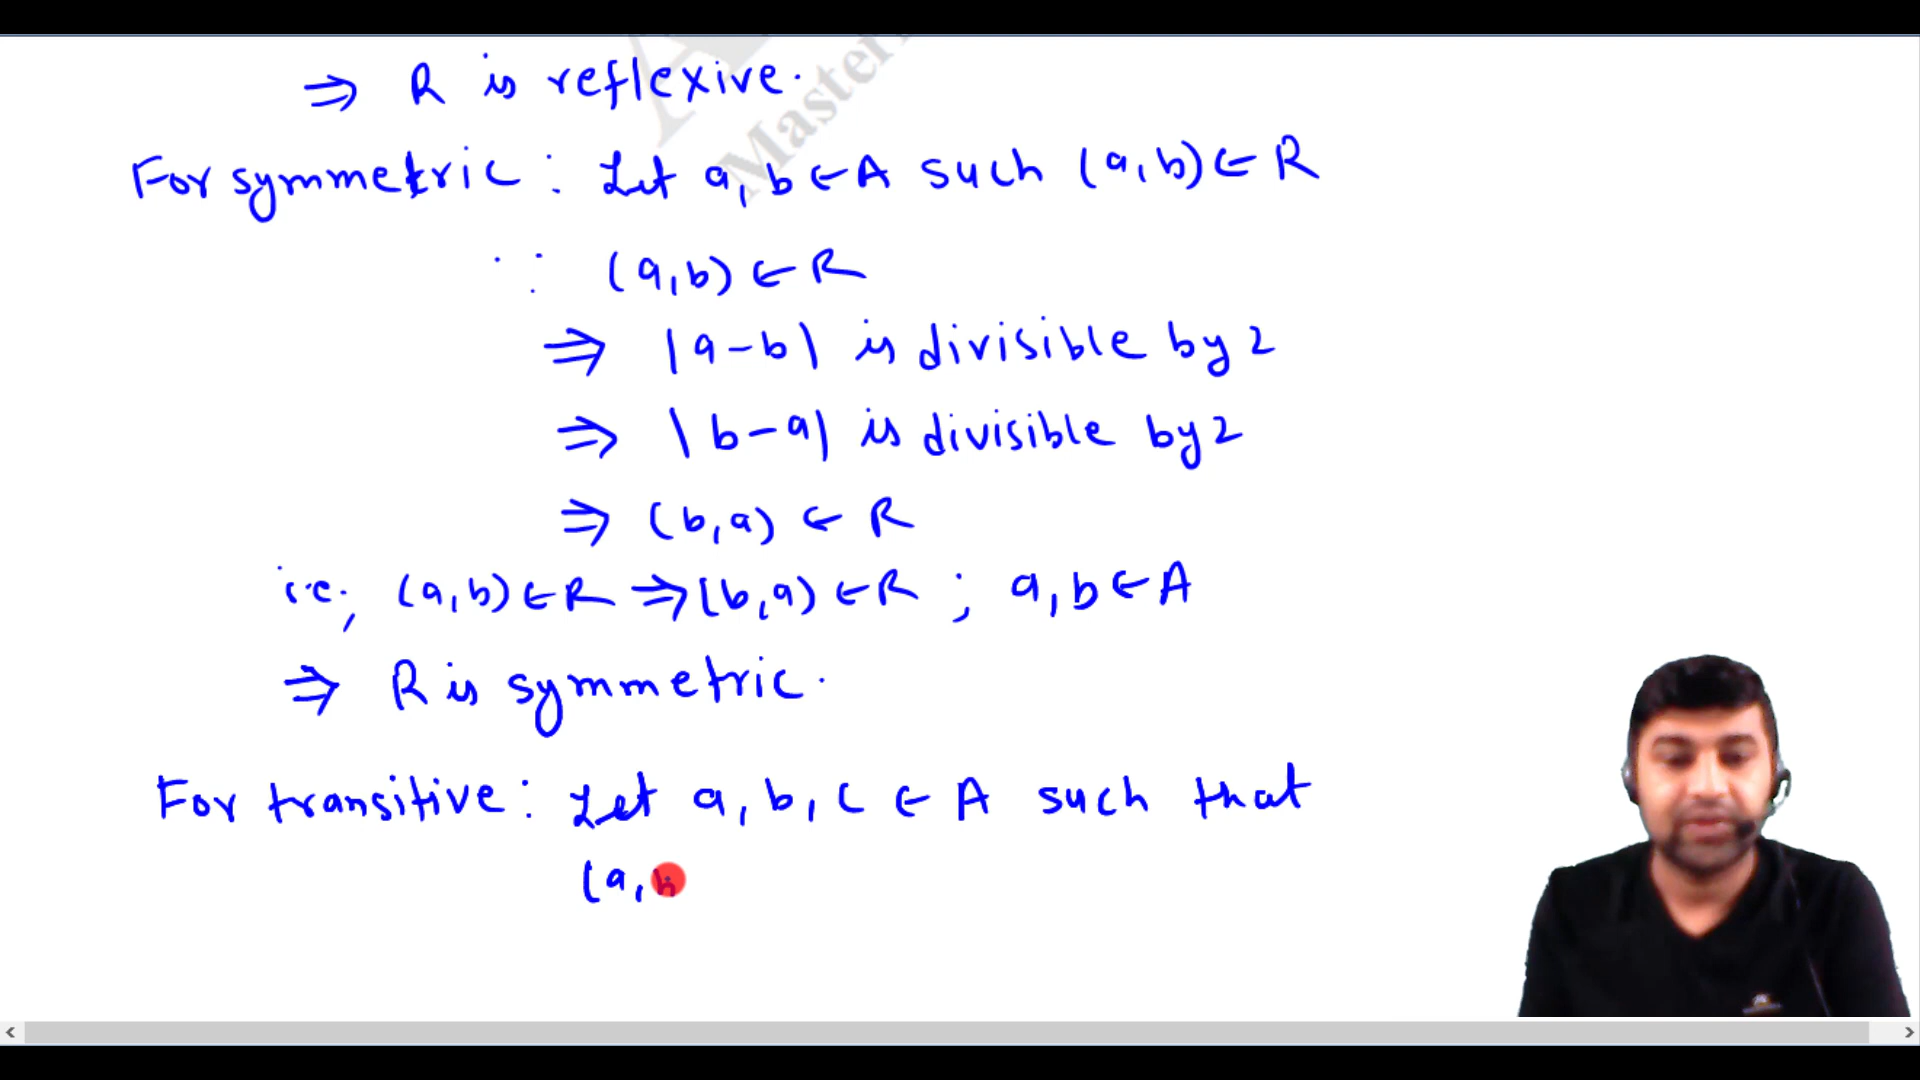 Master
⇒ R is reflexive.
For symmetric : Let a, b ∈ A such (a, b) ∈ R
∵ (a, b) ∈ R
⇒ |a - b| is divisible by 2
⇒ |b - a| is divisible by 2
⇒ (b, a) ∈ R
i.e., (a, b) ∈ R ⇒ (b, a) ∈ R ; a, b ∈ A
⇒ R is symmetric.
For transitive : Let a, b, c ∈ A such that
(a, b